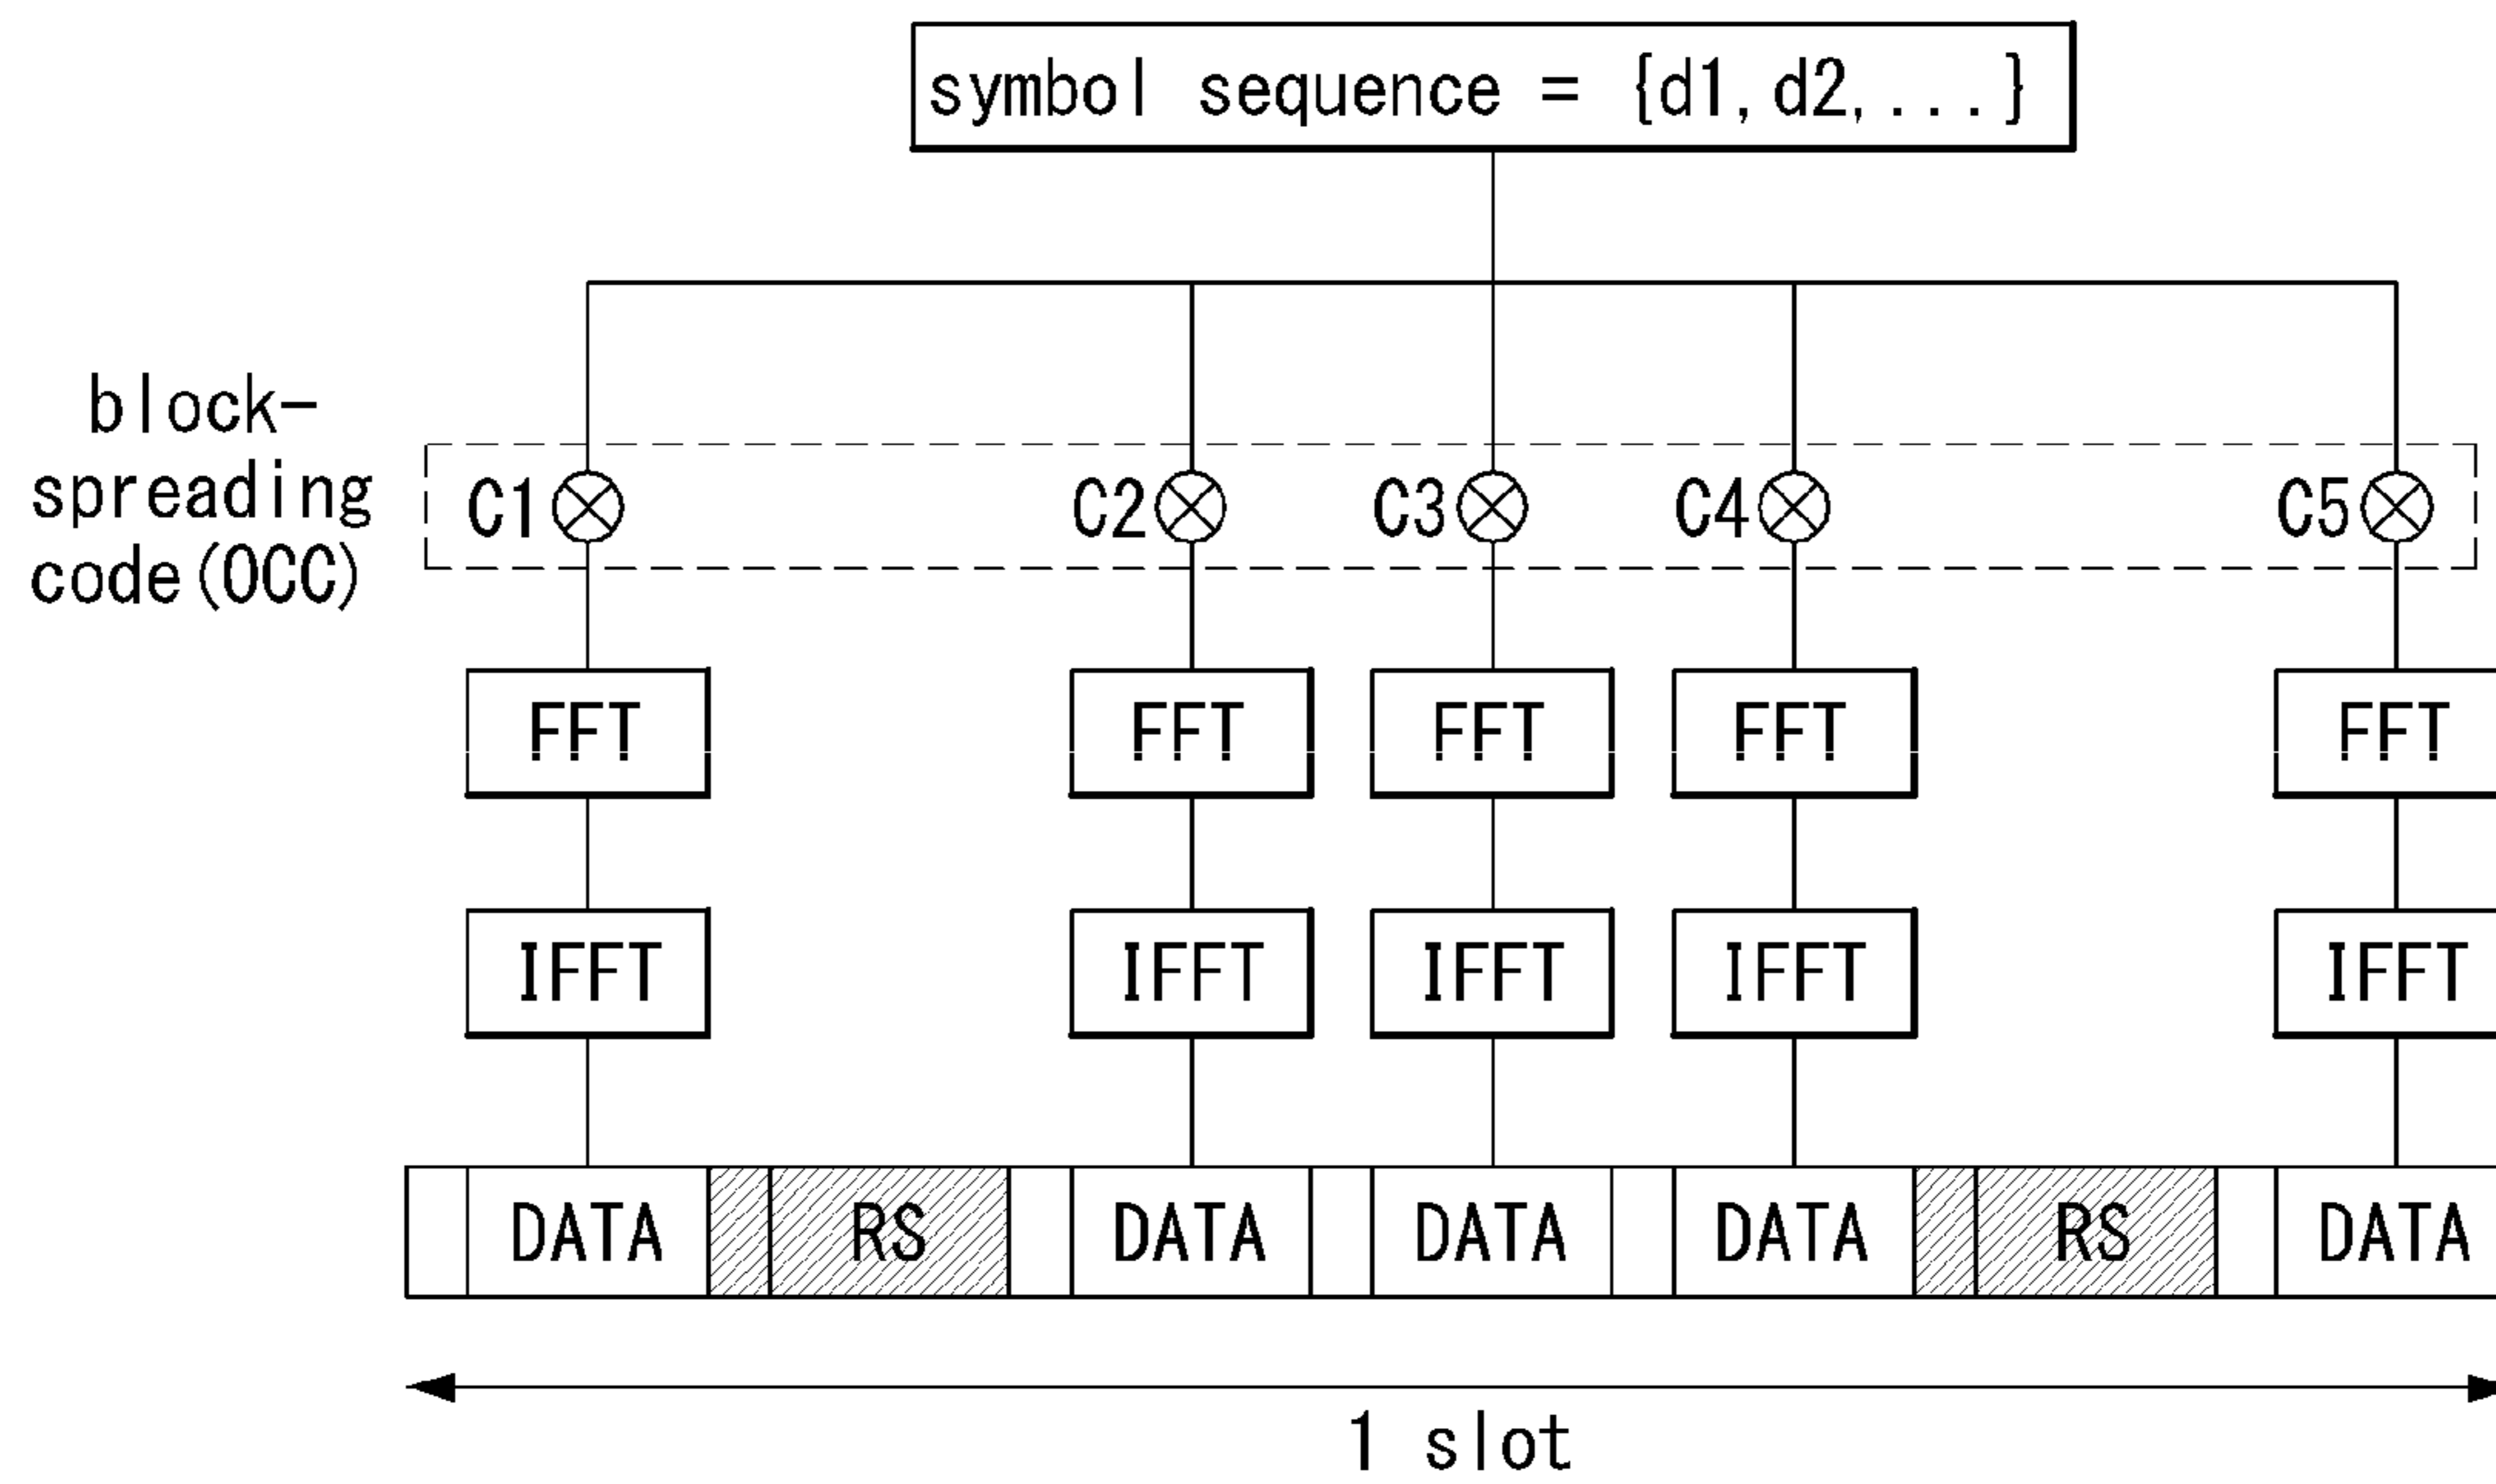 symbol sequence = {d1, d2, ...}
block-
spreading
code(OCC)
C1 C2 C3 C4 C5
FFT FFT FFT FFT FFT
IFFT IFFT IFFT IFFT IFFT
DATA RS DATA DATA DATA RS DATA
1 slot